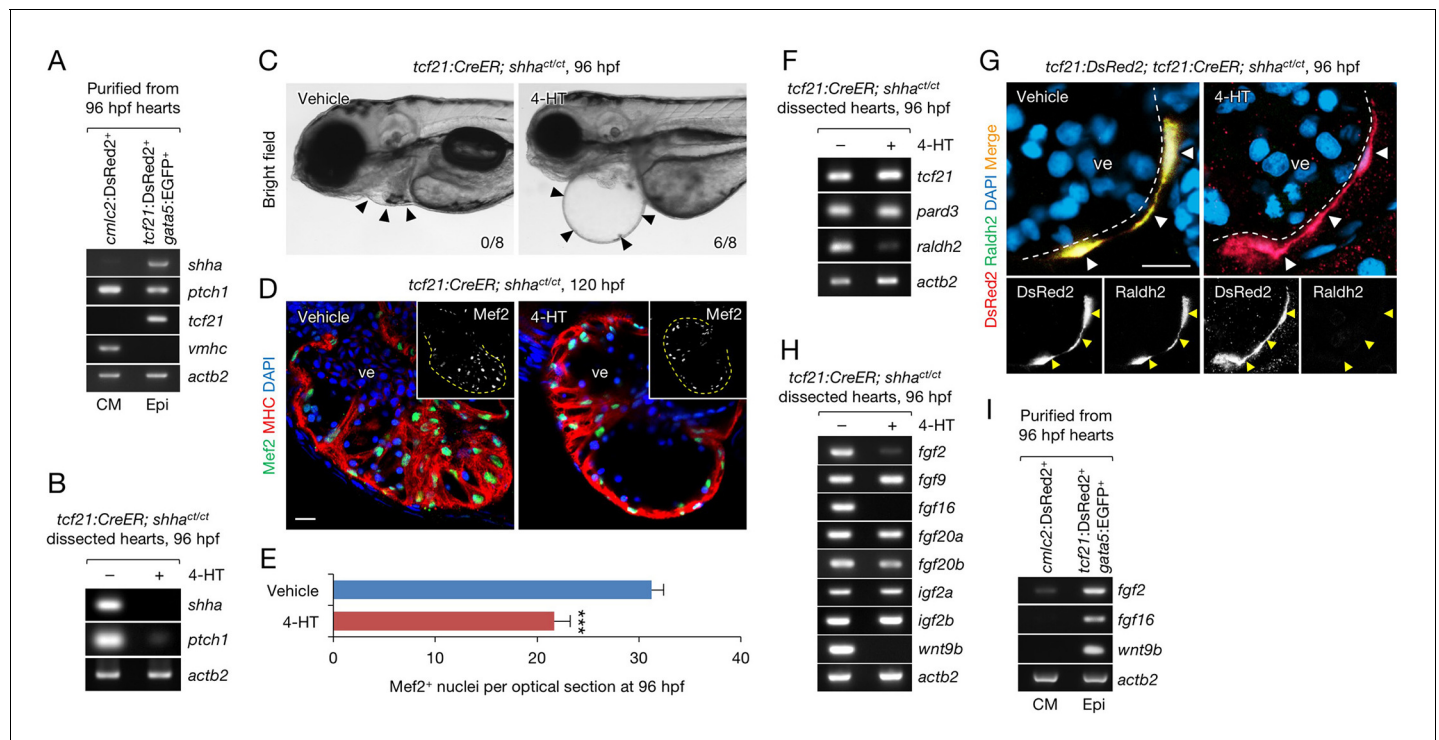 A
Purified from
96 hpf hearts
cmlc2:DsRed2+
tcf21:DsRed2+
gata5:EGFP+
shha
ptch1
tcf21
vmhc
actb2
CM Epi
B
tcf21:CreER; shhact/ct
dissected hearts, 96 hpf
– + 4-HT
shha
ptch1
actb2
C
tcf21:CreER; shhact/ct, 96 hpf
Bright field
Vehicle
0/8
4-HT
6/8
D
tcf21:CreER; shhact/ct, 120 hpf
Mef2 MHC DAPI
Vehicle
Mef2
ve
4-HT
Mef2
ve
E
Vehicle
4-HT
***
0 10 20 30 40
Mef2+ nuclei per optical section at 96 hpf
F
tcf21:CreER; shhact/ct
dissected hearts, 96 hpf
– + 4-HT
tcf21
pard3
raldh2
actb2
G
tcf21:DsRed2; tcf21:CreER; shhact/ct, 96 hpf
DsRed2 Raldh2 DAPI Merge
Vehicle
ve
4-HT
ve
DsRed2 Raldh2 DsRed2 Raldh2
H
tcf21:CreER; shhact/ct
dissected hearts, 96 hpf
– + 4-HT
fgf2
fgf9
fgf16
fgf20a
fgf20b
igf2a
igf2b
wnt9b
actb2
I
Purified from
96 hpf hearts
cmlc2:DsRed2+
tcf21:DsRed2+
gata5:EGFP+
fgf2
fgf16
wnt9b
actb2
CM Epi